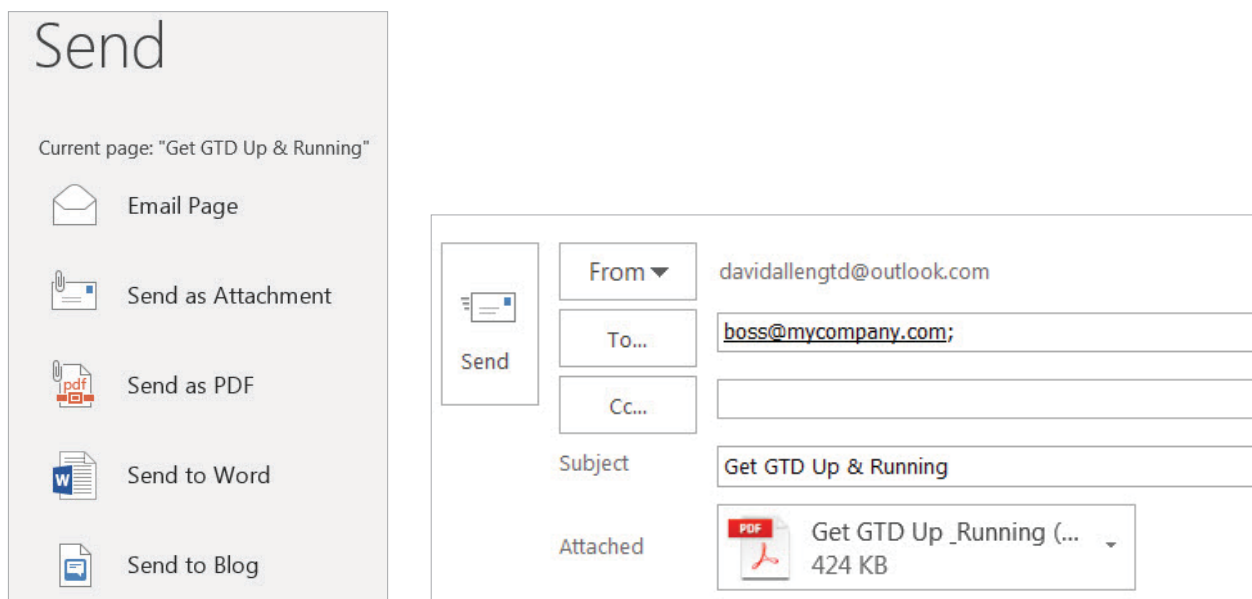 Send
Current page: "Get GTD Up & Running"
Email Page
Send as Attachment
pdf
Send as PDF
W
Send to Word
Send to Blog
Send
From
davidallengtd@outlook.com
To...
boss@mycompany.com;
Cc...
Subject
Get GTD Up & Running
Attached
PDF
Get GTD Up _Running (...
424 KB